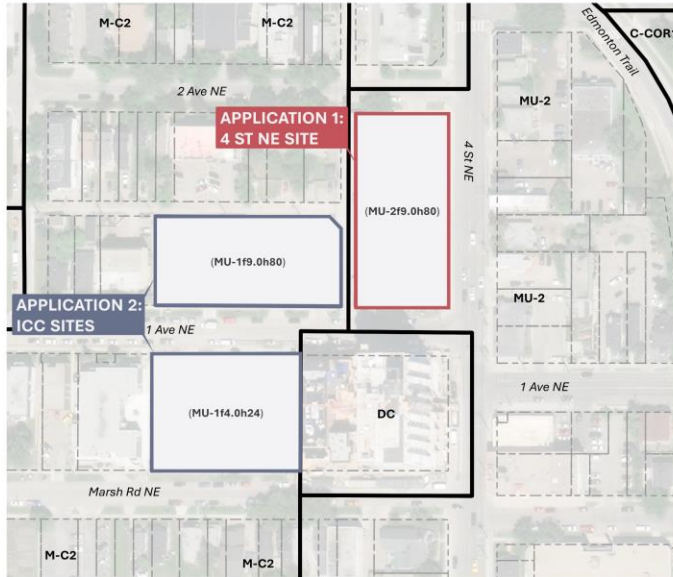 M-C2
M-C2
Edmonton Trail
C-COR1
2 Ave NE
MU-2
APPLICATION 1:
4 ST NE SITE
4 St NE
(MU-2f9.0h80)
(MU-1f9.0h80)
MU-2
APPLICATION 2:
ICC SITES
1 Ave NE
1 Ave NE
(MU-1f4.0h24)
DC
Marsh Rd NE
M-C2
M-C2